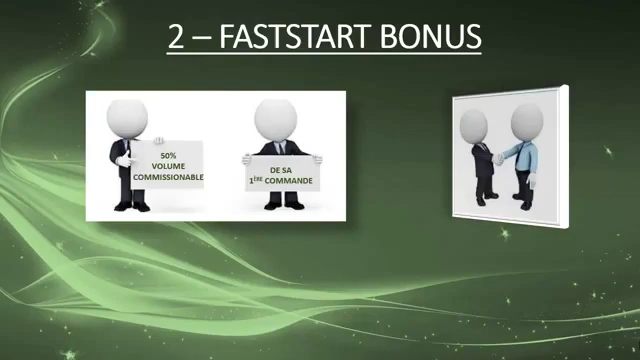 2 – FASTSTART BONUS
50%
VOLUME
COMMISSIONABLE
DE SA
1ÈRE COMMANDE